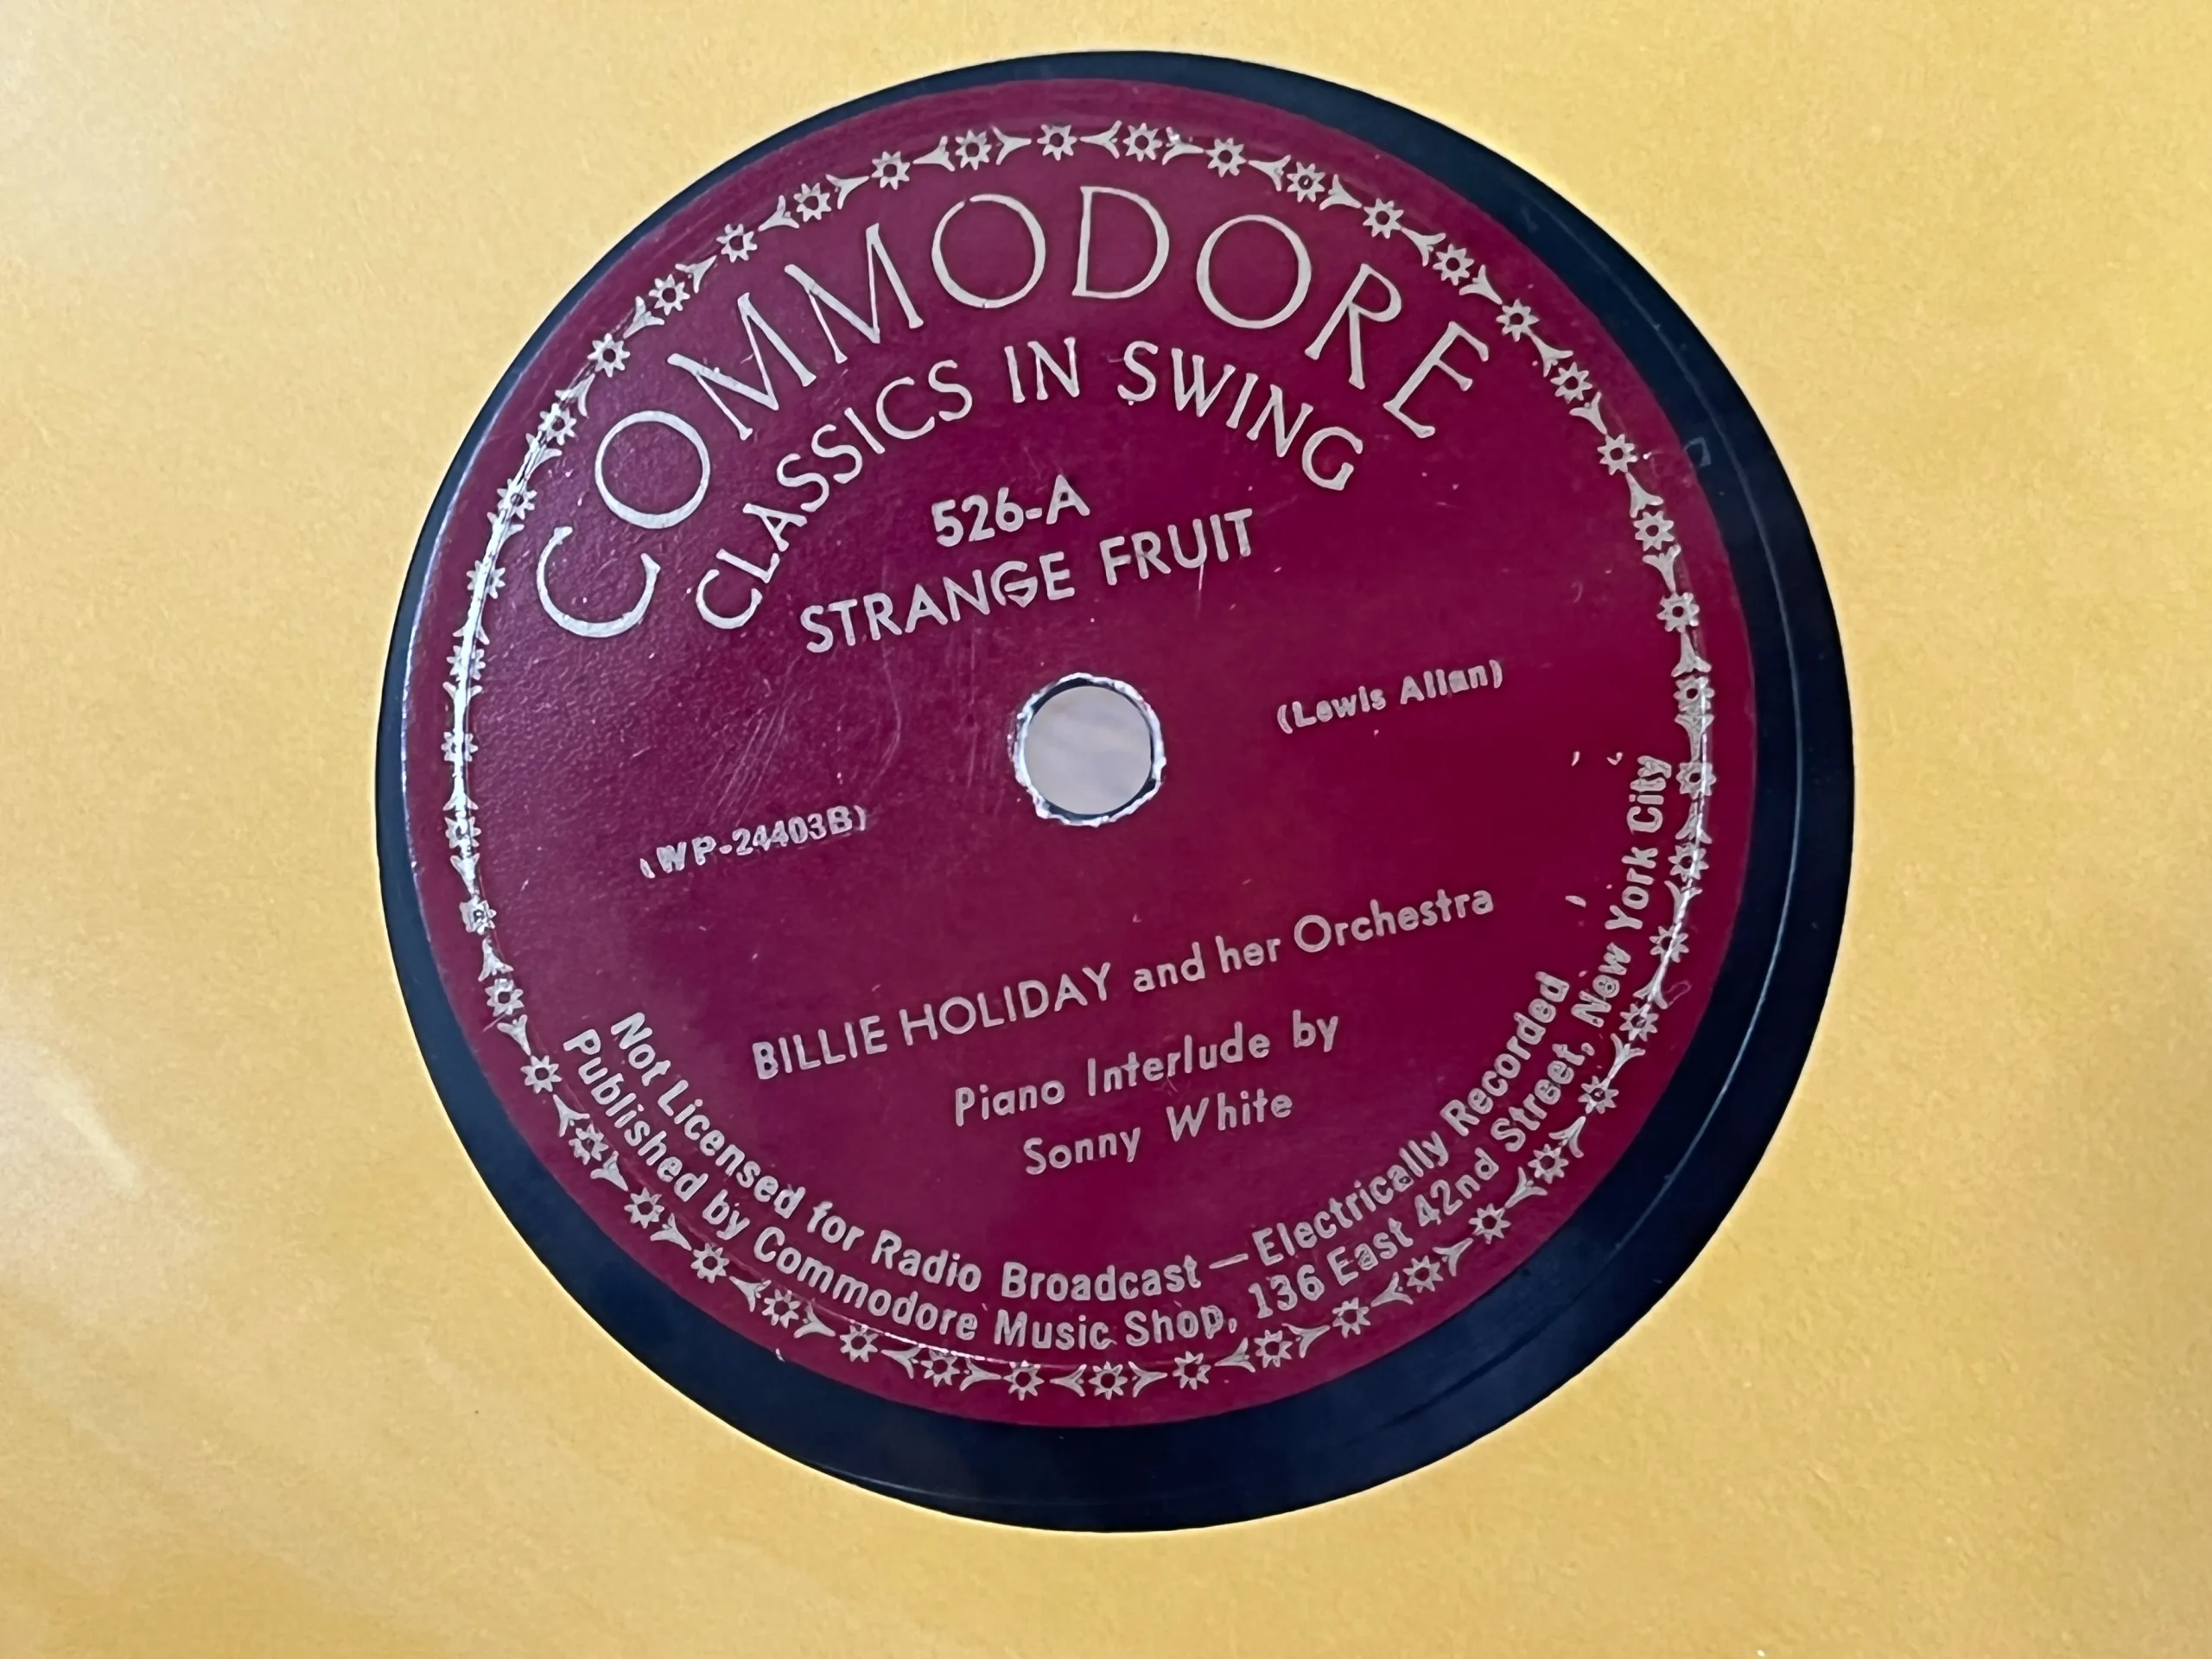 COMMODORE
CLASSICS IN SWING
526-A
STRANGE FRUIT
(Lewis Allan)
(WP-24403B)
BILLIE HOLIDAY and her Orchestra
Piano Interlude by
Sonny White
Not Licensed for Radio Broadcast — Electrically Recorded
Published by Commodore Music Shop, 136 East 42nd Street, New York City